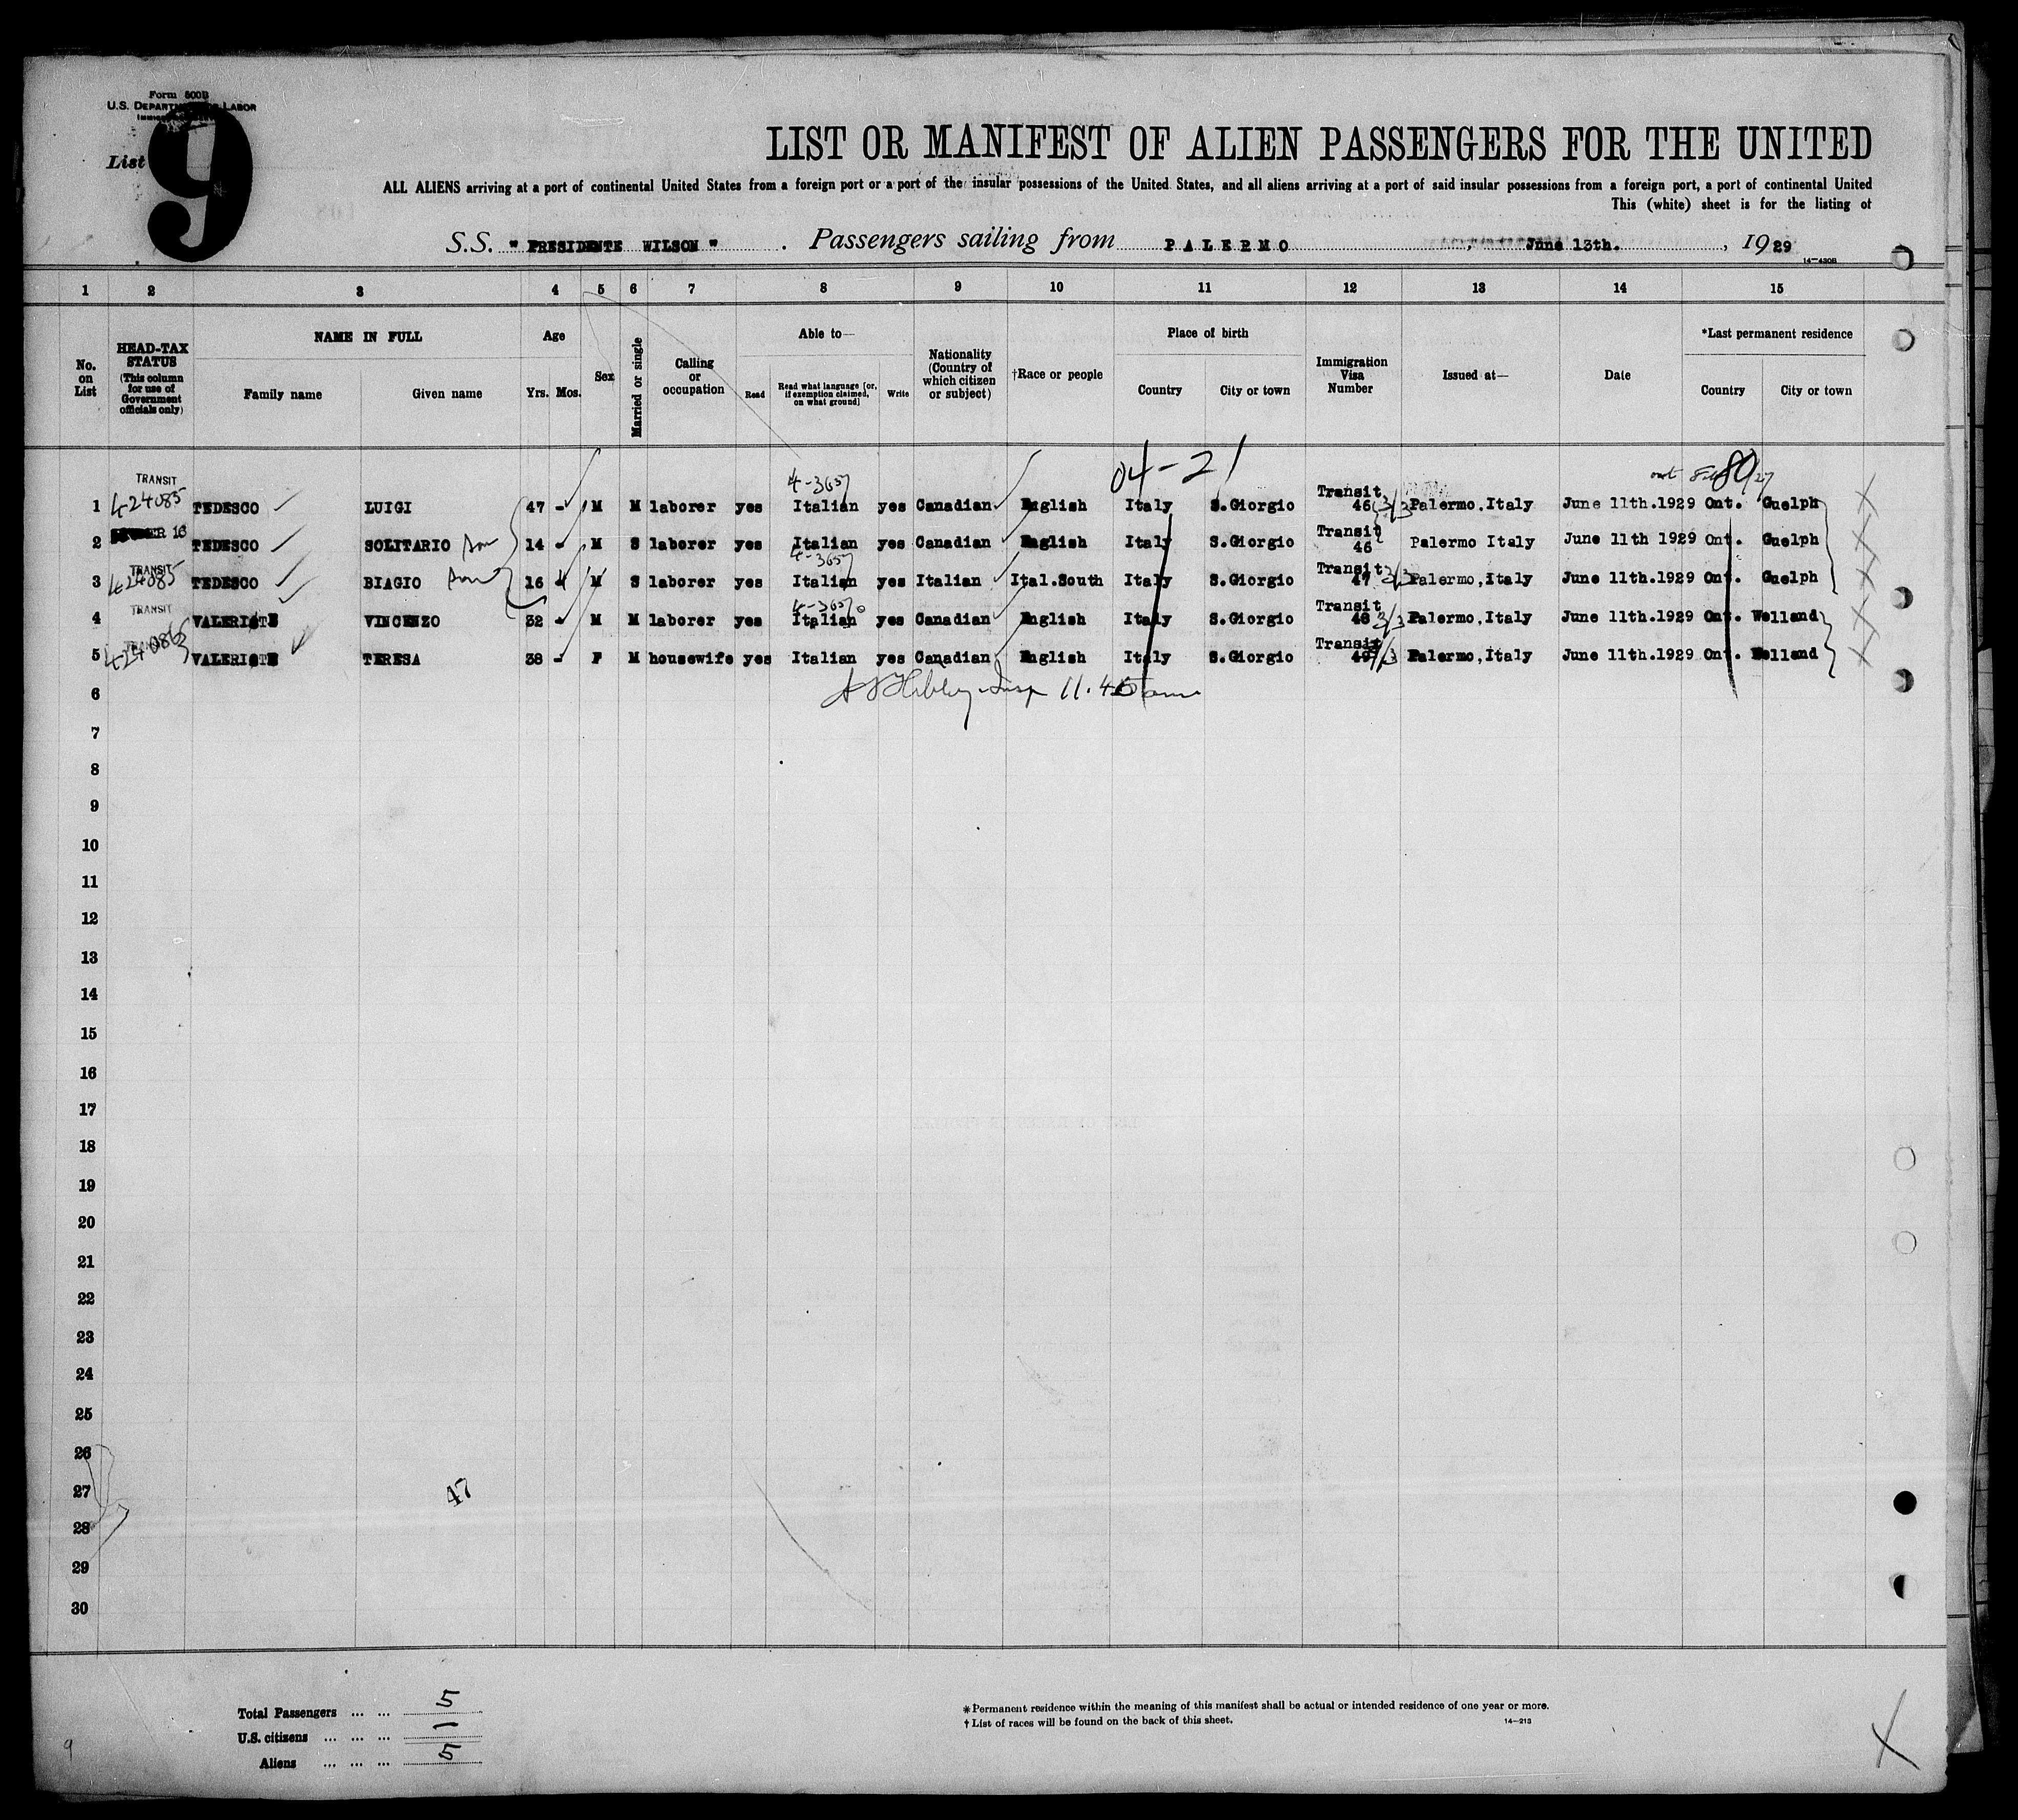 Form 500B
U.S. DEPARTMENT OF LABOR
List 9
LIST OR MANIFEST OF ALIEN PASSENGERS FOR THE UNITED
ALL ALIENS arriving at a port of continental United States from a foreign port or a port of the insular possessions of the United States, and all aliens arriving at a port of said insular possessions from a foreign port, a port of continental United
This (white) sheet is for the listing of
S.S. "PRESIDENTE WILSON" . Passengers sailing from PALERMO, June 13th., 1929
14-430B
1 2 3 4 5 6 7 8 9 10 11 12 13 14 15
No. on List
HEAD-TAX STATUS (This column for use of Government officials only)
NAME IN FULL
Family name Given name
Age
Yrs. Mos.
Sex
Married or single
Calling or occupation
Able to—
Read Read what language [or, if exemption claimed, on what ground] Write
Nationality (Country of which citizen or subject)
†Race or people
Place of birth
Country City or town
Immigration Visa Number
Issued at—
Date
*Last permanent residence
Country City or town
04-21 80
TRANSIT 4-3657
1 424085 TEDESCO LUIGI 47 - M M laborer yes Italian yes Canadian English Italy S.Giorgio Transit 46 3/3 Palermo.Italy June 11th.1929 Ont. Guelph
2 TEDESCO SOLITARIO son 14 - M S laborer yes Italian yes Canadian English Italy S.Giorgio Transit 46 Palermo Italy June 11th 1929 Ont. Guelph
TRANSIT 4-3657
3 424085 TEDESCO BIAGIO son 16 M S laborer yes Italian yes Italian Ital.South Italy S.Giorgio Transit 47 3/3 Palermo,Italy June 11th.1929 Ont. Guelph
TRANSIT 4-3657
4 VALERIOTE VINCENZO 32 - M M laborer yes Italian yes Canadian English Italy S.Giorgio Transit 48 3/3 Palermo,Italy June 11th.1929 Ont. Welland
5 424086 VALERIOTE TERESA 38 - F M housewife yes Italian yes Canadian English Italy S.Giorgio Transit 49 3/3 Palermo,Italy June 11th.1929 Ont. Welland
6 Insp 11.45 am
7
8
9
10
11
12
13
14
15
16
17
18
19
20
21
22
23
24
25
26
27 47
28
29
30
Total Passengers ... ... 5
U.S. citizens ... ... ... —
Aliens ... ... ... 5
* Permanent residence within the meaning of this manifest shall be actual or intended residence of one year or more.
† List of races will be found on the back of this sheet. 14-213
9